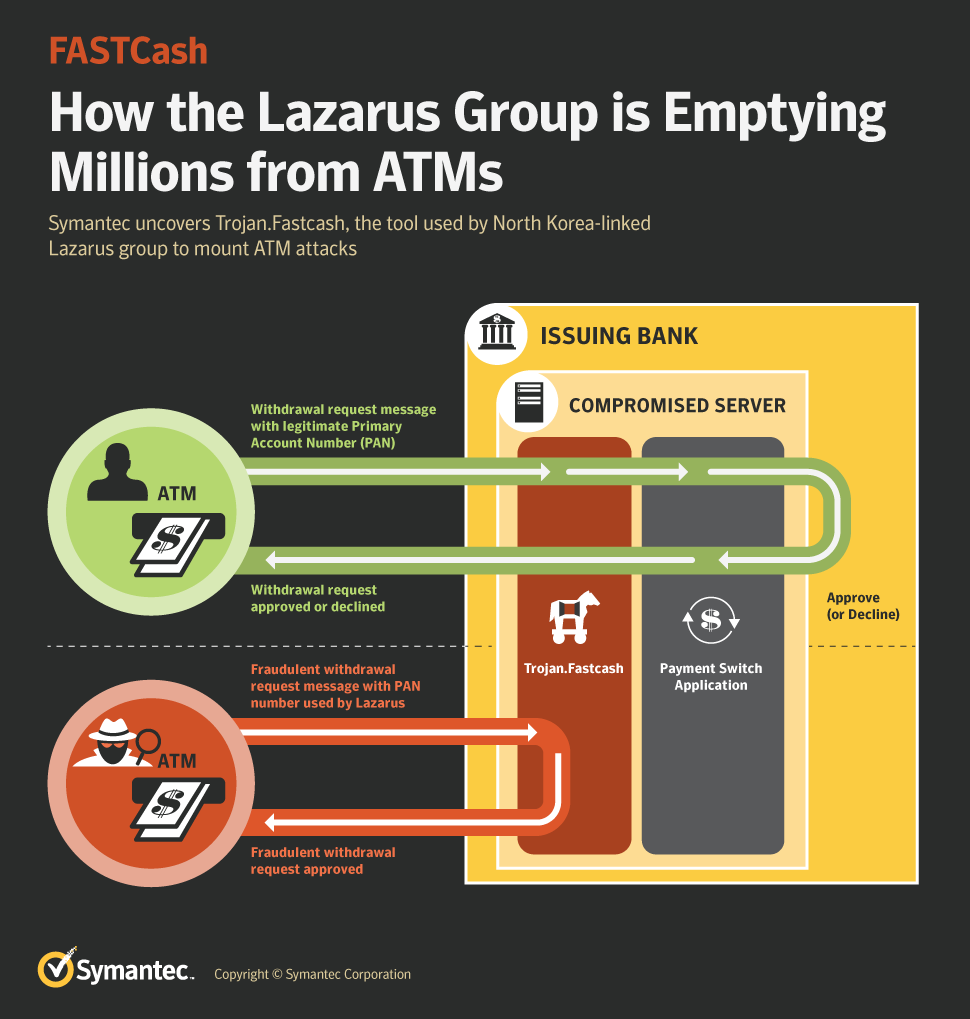 FASTCash
How the Lazarus Group is Emptying
Millions from ATMs
Symantec uncovers Trojan.Fastcash, the tool used by North Korea-linked
Lazarus group to mount ATM attacks
ISSUING BANK
COMPROMISED SERVER
Withdrawal request message
with legitimate Primary
Account Number (PAN)
ATM
$
Withdrawal request
approved or declined
Approve
(or Decline)
$
Trojan.Fastcash
Payment Switch
Application
Fraudulent withdrawal
request message with PAN
number used by Lazarus
ATM
$
Fraudulent withdrawal
request approved
Symantec™
Copyright © Symantec Corporation